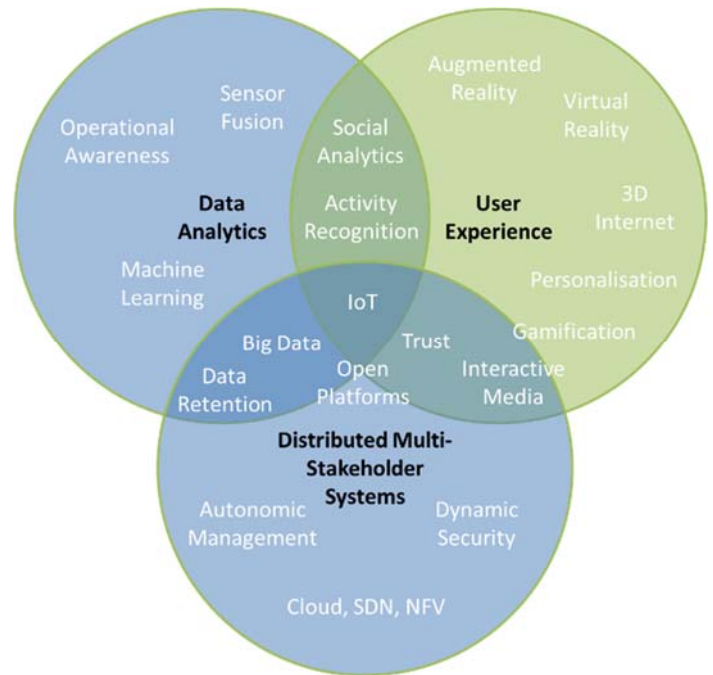 Augmented
Reality
Virtual
Reality
Sensor
Fusion
Operational
Awareness
Social
Analytics
3D
Internet
Data
Analytics
Activity
Recognition
User
Experience
Machine
Learning
Personalisation
IoT
Gamification
Big Data
Trust
Data
Retention
Open
Platforms
Interactive
Media
Distributed Multi-
Stakeholder
Systems
Autonomic
Management
Dynamic
Security
Cloud, SDN, NFV